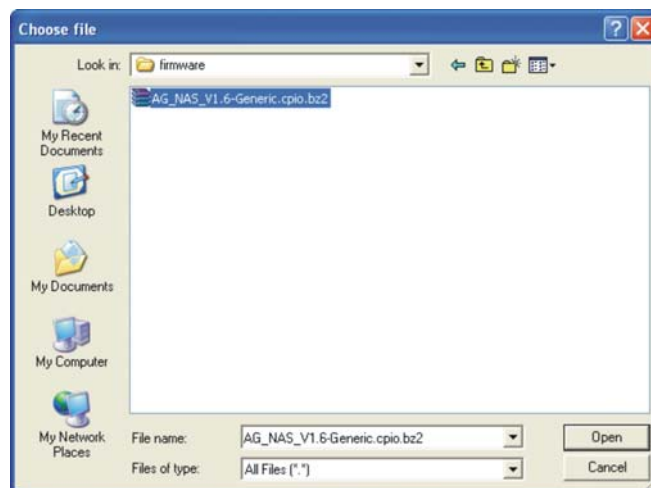 Choose file
Look in: firmware
AG_NAS_V1.6-Generic.cpio.bz2
My Recent
Documents
Desktop
My Documents
My Computer
My Network
Places
File name: AG_NAS_V1.6-Generic.cpio.bz2 Open
Files of type: All Files (*.*) Cancel